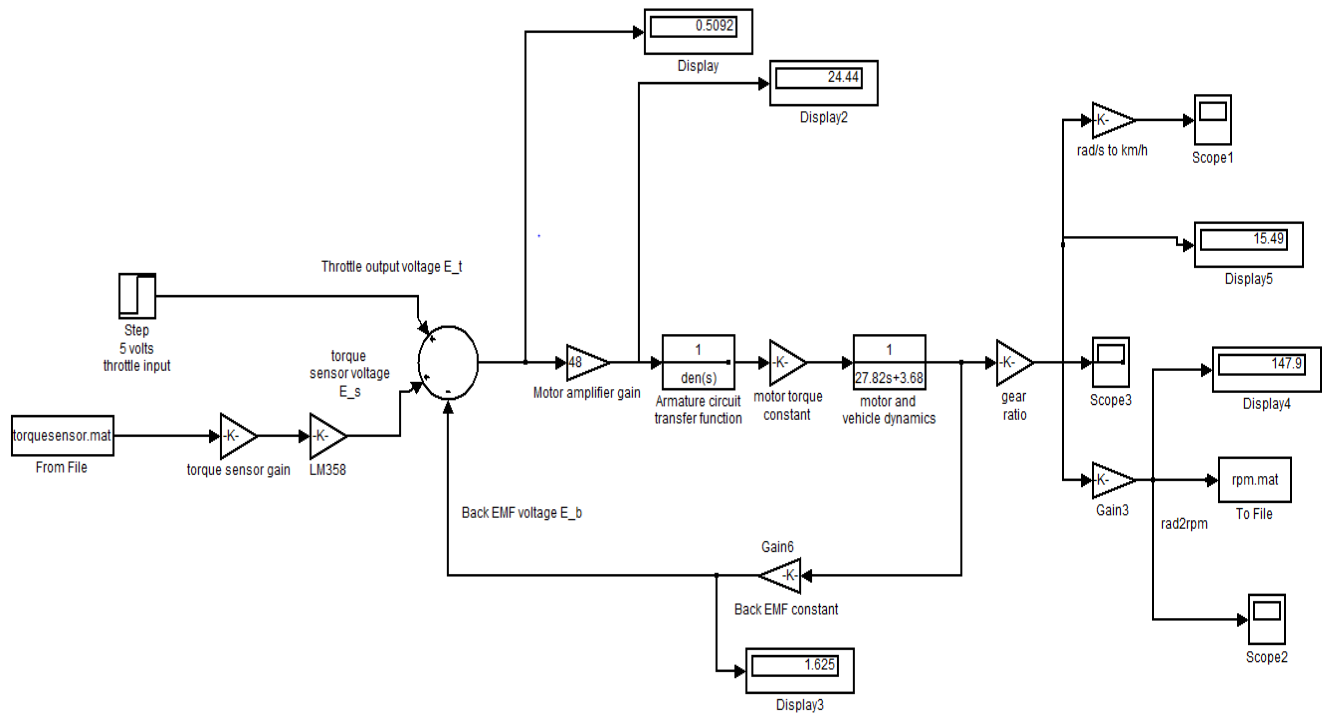 0.5092
Display
24.44
Display2
-K-
rad/s to km/h
Scope1
15.49
Display5
Throttle output voltage E_t
Step
5 volts
throttle input
torque
sensor voltage
E_s
+
+
-
48
Motor amplifier gain
1
den(s)
Armature circuit
transfer function
-K-
motor torque
constant
1
27.82s+3.68
motor and
vehicle dynamics
-K-
gear
ratio
Scope3
147.9
Display4
torquesensor.mat
From File
-K-
torque sensor gain
-K-
LM358
-K-
Gain3
rad2rpm
rpm.mat
To File
Back EMF voltage E_b
Gain6
-K-
Back EMF constant
Scope2
1.625
Display3